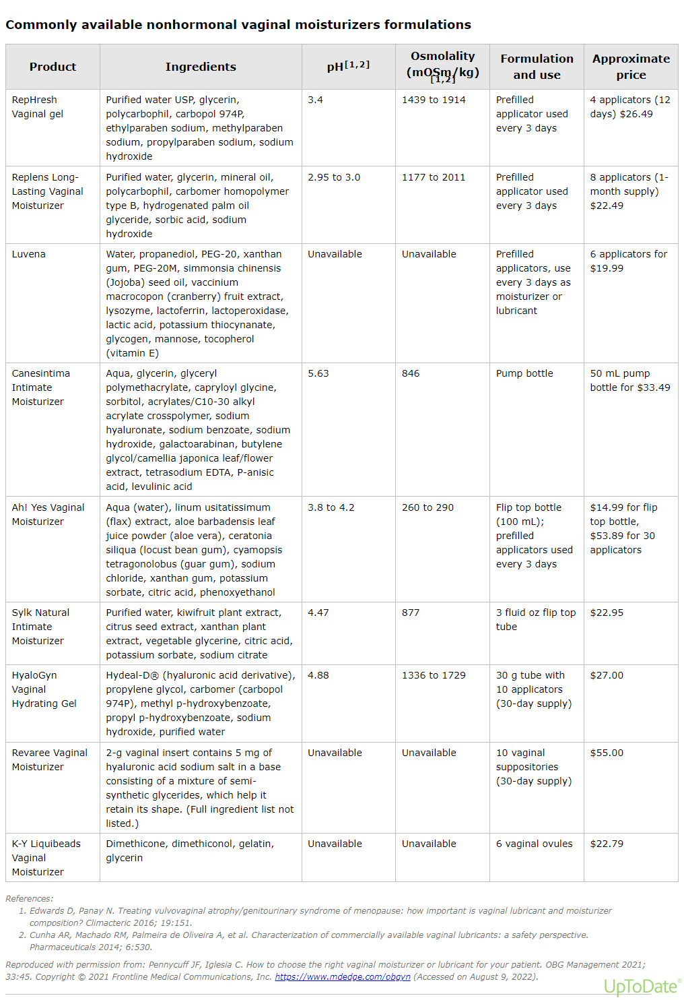 Commonly available nonhormonal vaginal moisturizers formulations
Product
Ingredients
pH[1,2]
Osmolality
(mOSm/kg)
[1,2]
Formulation
and use
Approximate
price
RepHresh
Vaginal gel
Purified water USP, glycerin,
polycarbophil, carbopol 974P,
ethylparaben sodium, methylparaben
sodium, propylparaben sodium, sodium
hydroxide
3.4
1439 to 1914
Prefilled
applicator used
every 3 days
4 applicators (12
days) $26.49
Replens Long-
Lasting Vaginal
Moisturizer
Purified water, glycerin, mineral oil,
polycarbophil, carbomer homopolymer
type B, hydrogenated palm oil
glyceride, sorbic acid, sodium
hydroxide
2.95 to 3.0
1177 to 2011
Prefilled
applicator used
every 3 days
8 applicators (1-
month supply)
$22.49
Luvena
Water, propanediol, PEG-20, xanthan
gum, PEG-20M, simmonsia chinensis
(Jojoba) seed oil, vaccinium
macrocopon (cranberry) fruit extract,
lysozyme, lactoferrin, lactoperoxidase,
lactic acid, potassium thiocynanate,
glycogen, mannose, tocopherol
(vitamin E)
Unavailable
Unavailable
Prefilled
applicators, use
every 3 days as
moisturizer or
lubricant
6 applicators for
$19.99
Canesintima
Intimate
Moisturizer
Aqua, glycerin, glyceryl
polymethacrylate, capryloyl glycine,
sorbitol, acrylates/C10-30 alkyl
acrylate crosspolymer, sodium
hyaluronate, sodium benzoate, sodium
hydroxide, galactoarabinan, butylene
glycol/camellia japonica leaf/flower
extract, tetrasodium EDTA, P-anisic
acid, levulinic acid
5.63
846
Pump bottle
50 mL pump
bottle for $33.49
Ah! Yes Vaginal
Moisturizer
Aqua (water), linum usitatissimum
(flax) extract, aloe barbadensis leaf
juice powder (aloe vera), ceratonia
siliqua (locust bean gum), cyamopsis
tetragonolobus (guar gum), sodium
chloride, xanthan gum, potassium
sorbate, citric acid, phenoxyethanol
3.8 to 4.2
260 to 290
Flip top bottle
(100 mL);
prefilled
applicators used
every 3 days
$14.99 for flip
top bottle,
$53.89 for 30
applicators
Sylk Natural
Intimate
Moisturizer
Purified water, kiwifruit plant extract,
citrus seed extract, xanthan plant
extract, vegetable glycerine, citric acid,
potassium sorbate, sodium citrate
4.47
877
3 fluid oz flip top
tube
$22.95
HyaloGyn
Vaginal
Hydrating Gel
Hydeal-D® (hyaluronic acid derivative),
propylene glycol, carbomer (carbopol
974P), methyl p-hydroxybenzoate,
propyl p-hydroxybenzoate, sodium
hydroxide, purified water
4.88
1336 to 1729
30 g tube with
10 applicators
(30-day supply)
$27.00
Revaree Vaginal
Moisturizer
2-g vaginal insert contains 5 mg of
hyaluronic acid sodium salt in a base
consisting of a mixture of semi-
synthetic glycerides, which help it
retain its shape. (Full ingredient list not
listed.)
Unavailable
Unavailable
10 vaginal
suppositories
(30-day supply)
$55.00
K-Y Liquibeads
Vaginal
Moisturizer
Dimethicone, dimethiconol, gelatin,
glycerin
Unavailable
Unavailable
6 vaginal ovules
$22.79
References:
1. Edwards D, Panay N. Treating vulvovaginal atrophy/genitourinary syndrome of menopause: how important is vaginal lubricant and moisturizer
composition? Climacteric 2016; 19:151.
2. Cunha AR, Machado RM, Palmeira de Oliveira A, et al. Characterization of commercially available vaginal lubricants: a safety perspective.
Pharmaceuticals 2014; 6:530.
Reproduced with permission from: Pennycuff JF, Iglesia C. How to choose the right vaginal moisturizer or lubricant for your patient. OBG Management 2021;
33:45. Copyright © 2021 Frontline Medical Communications, Inc. https://www.mdedge.com/obgyn (Accessed on August 9, 2022).
UpToDate®